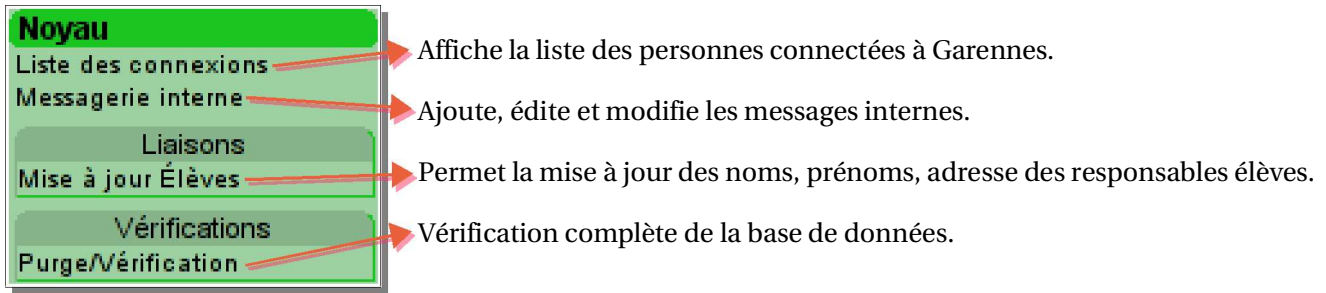 Noyau
Liste des connexions
Affiche la liste des personnes connectées à Garennes.
Messagerie interne
Ajoute, édite et modifie les messages internes.
Liaisons
Mise à jour Élèves
Permet la mise à jour des noms, prénoms, adresse des responsables élèves.
Vérifications
Vérification complète de la base de données.
Purge/Vérification